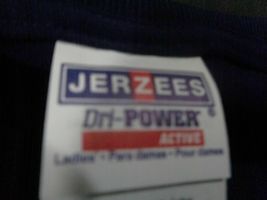 JERZEES
Dri-POWER®
ACTIVE
Ladies' • Para-damas • Pour dames